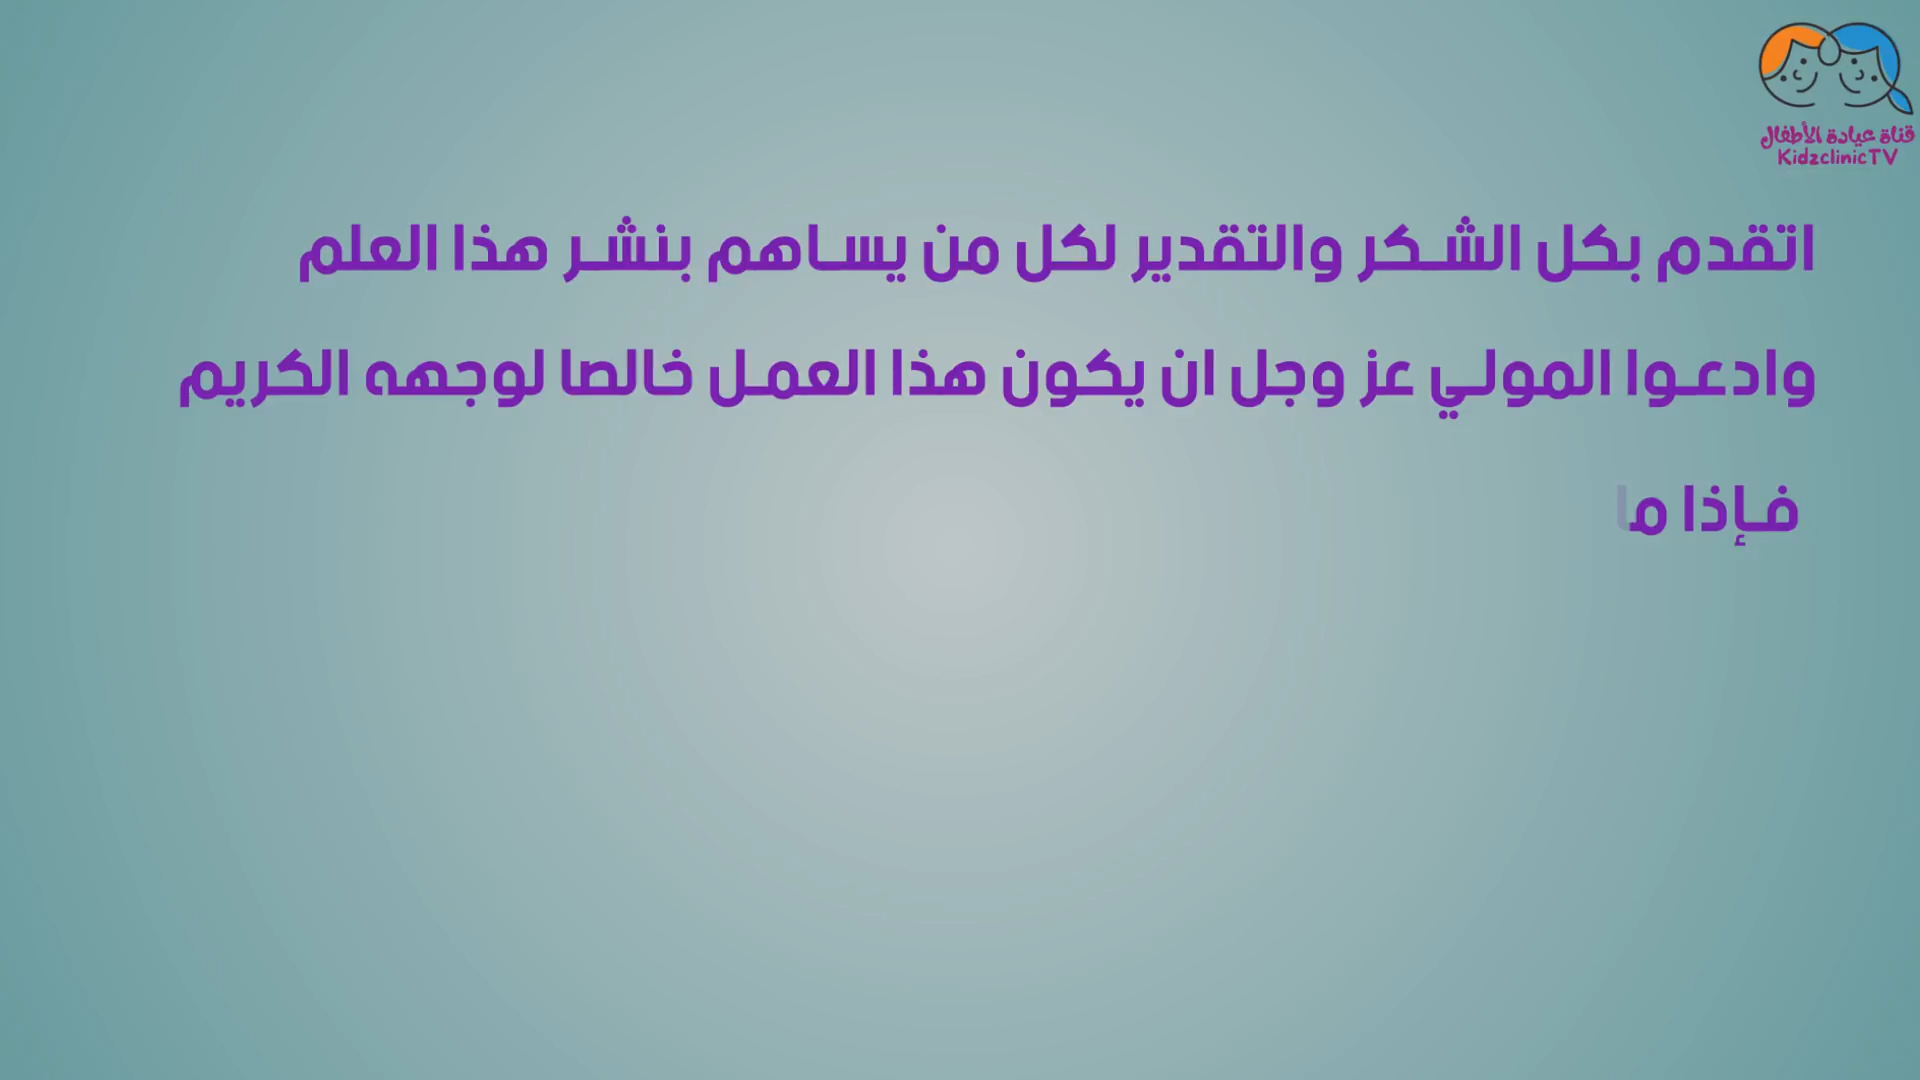 قناة عيادة الأطفال
KidzclinicTV
اتقدم بكل الشكر والتقدير لكل من يساهم بنشر هذا العلم
وادعوا المولي عز وجل ان يكون هذا العمل خالصا لوجهه الكريم
فإذا ما